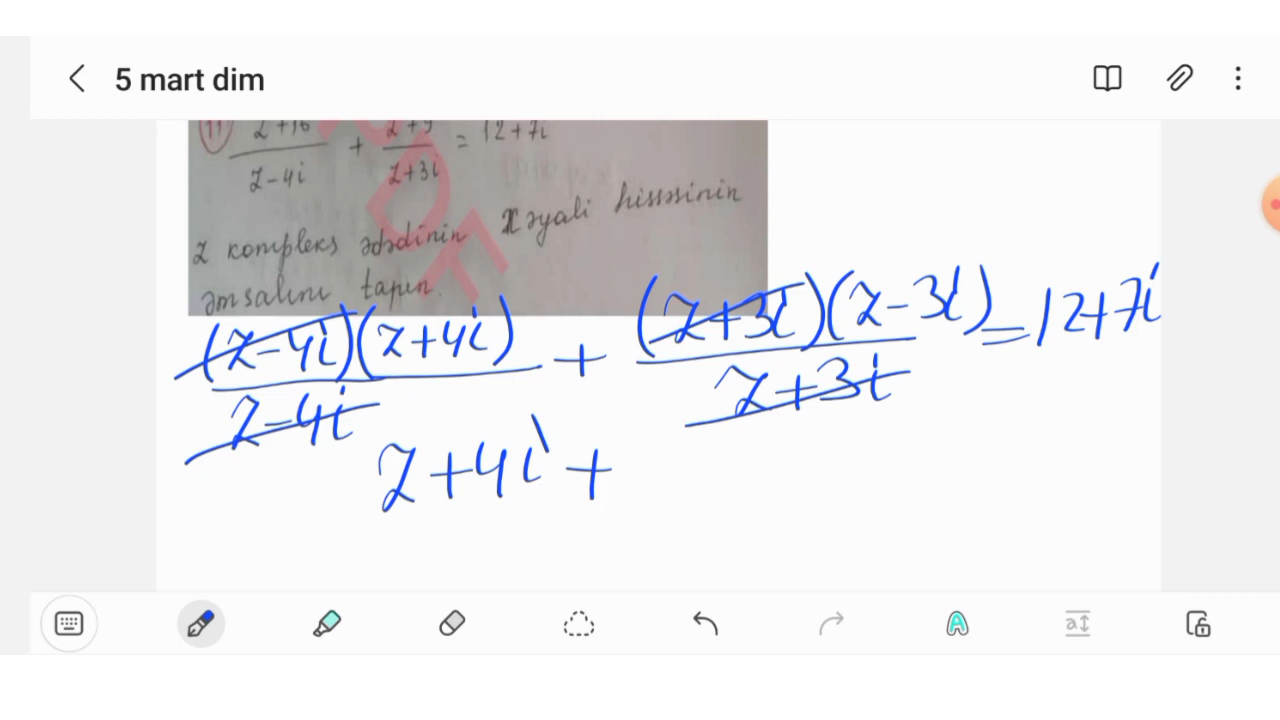 5 mart dim
11 z+16 / z-4i + z+9 / z+3i = 12+7i
z kompleks ədədinin xəyali hissəsinin
əmsalını tapın.
(z-4i)(z+4i) / z-4i + (z+3i)(z-3i) / z+3i = 12+7i
z+4i+